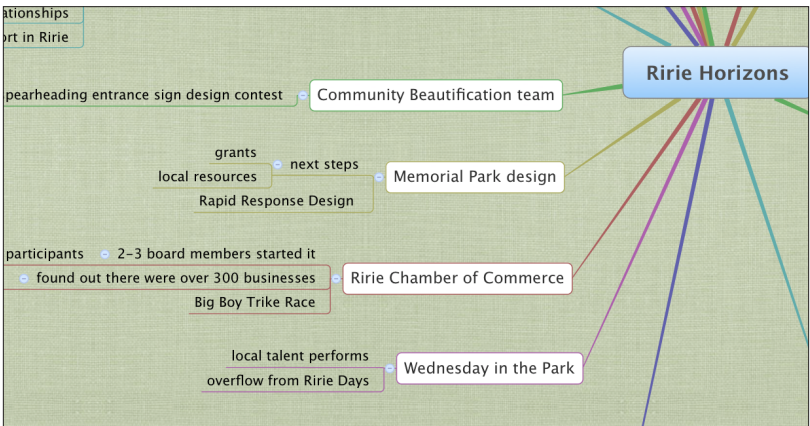 ationships
ort in Ririe
Ririe Horizons
pearheading entrance sign design contest
Community Beautification team
grants
local resources
next steps
Rapid Response Design
Memorial Park design
participants
2-3 board members started it
found out there were over 300 businesses
Big Boy Trike Race
Ririe Chamber of Commerce
local talent performs
overflow from Ririe Days
Wednesday in the Park